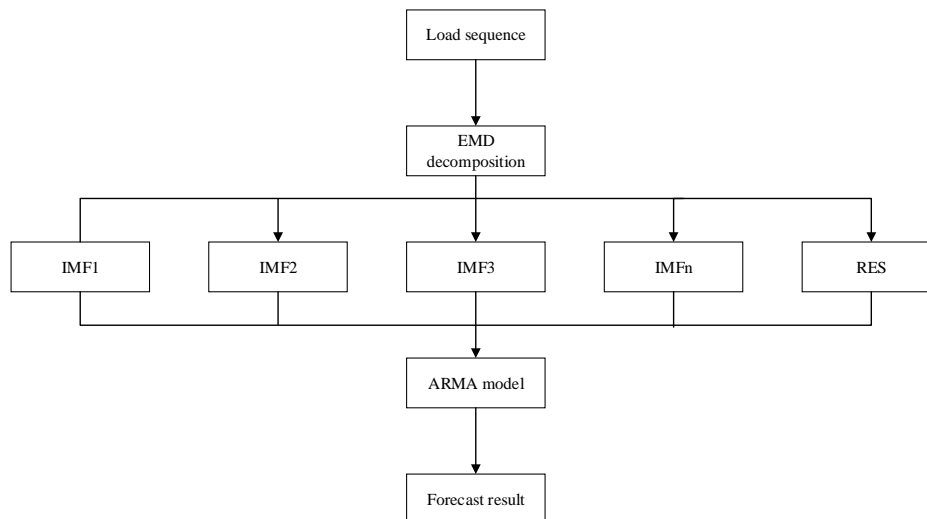 Load sequence
EMD
decomposition
IMF1
IMF2
IMF3
IMFn
RES
ARMA model
Forecast result